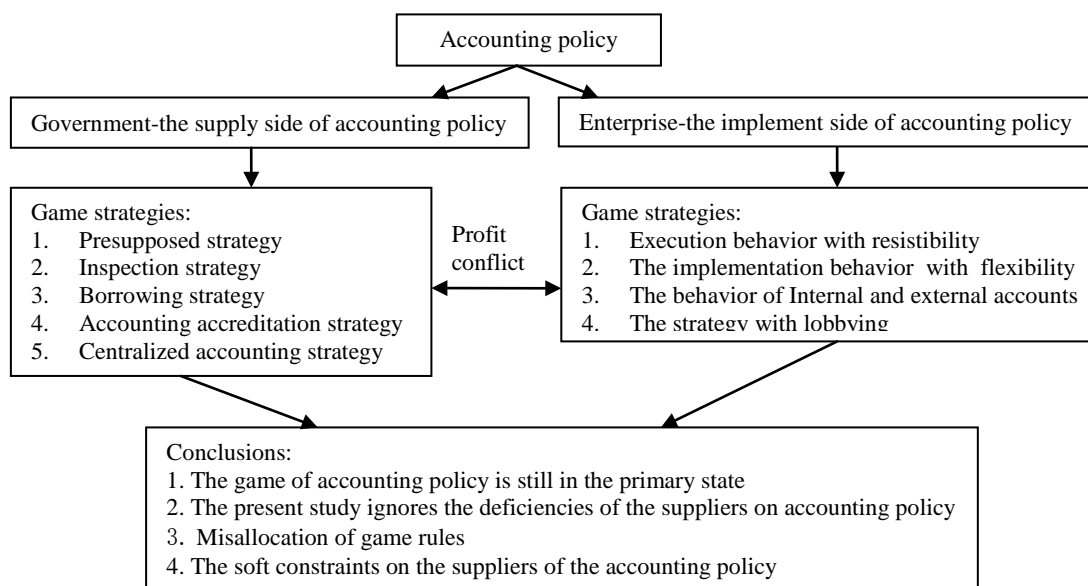 Accounting policy
Government-the supply side of accounting policy
Enterprise-the implement side of accounting policy
Game strategies:
1. Presupposed strategy
2. Inspection strategy
3. Borrowing strategy
4. Accounting accreditation strategy
5. Centralized accounting strategy
Profit
conflict
Game strategies:
1. Execution behavior with resistibility
2. The implementation behavior with flexibility
3. The behavior of Internal and external accounts
4. The strategy with lobbying
Conclusions:
1. The game of accounting policy is still in the primary state
2. The present study ignores the deficiencies of the suppliers on accounting policy
3. Misallocation of game rules
4. The soft constraints on the suppliers of the accounting policy